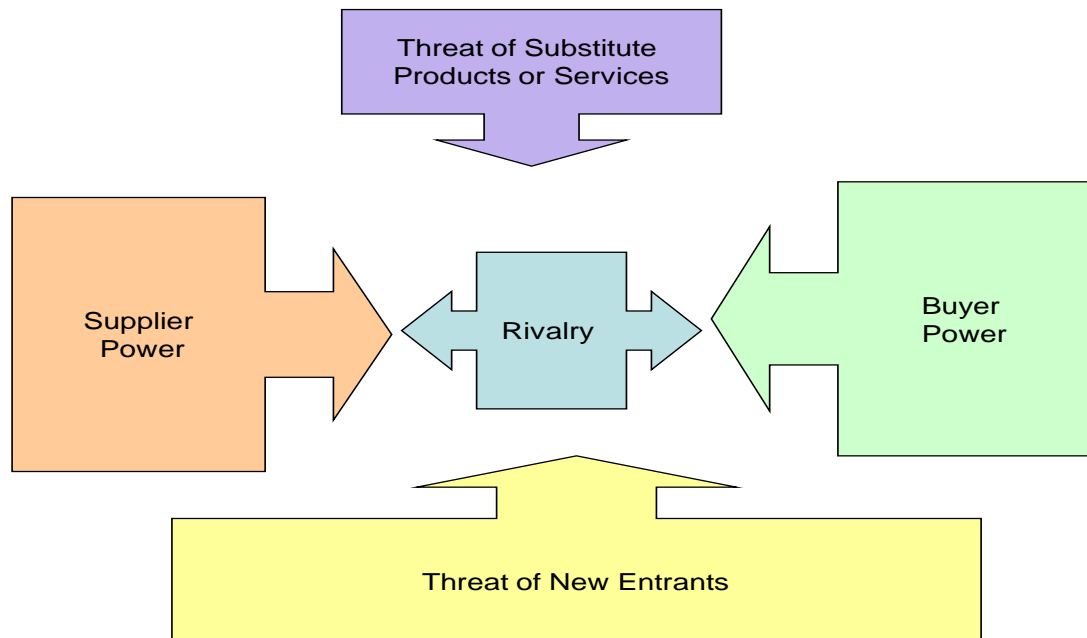 Threat of Substitute
Products or Services
Supplier
Power
Rivalry
Buyer
Power
Threat of New Entrants